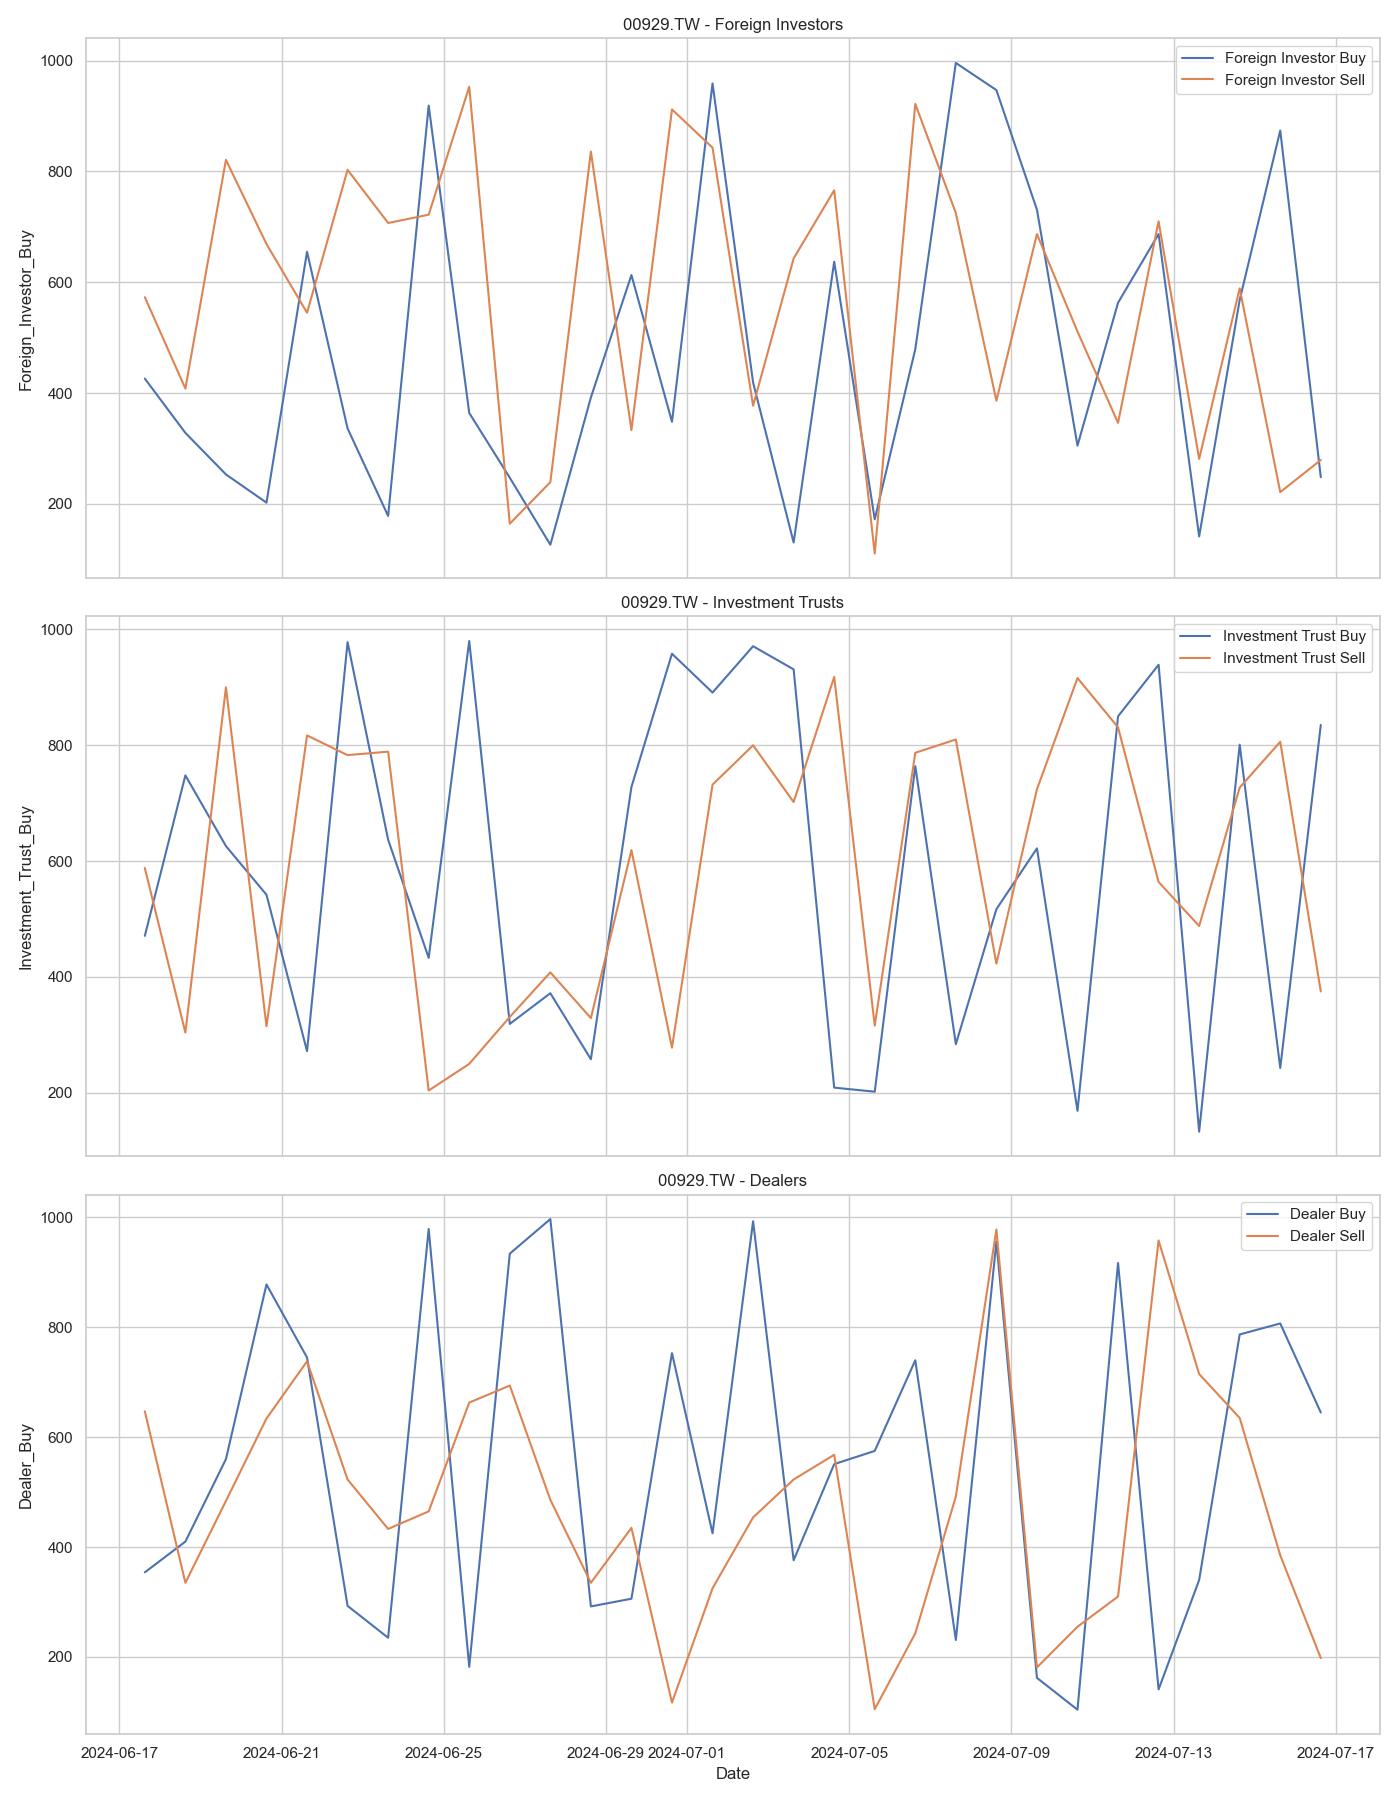 00929.TW - Foreign Investors
Foreign Investor Buy
Foreign Investor Sell
1000
800
600
400
200
Foreign_Investor_Buy
00929.TW - Investment Trusts
Investment Trust Buy
Investment Trust Sell
1000
800
600
400
200
Investment_Trust_Buy
00929.TW - Dealers
Dealer Buy
Dealer Sell
1000
800
600
400
200
Dealer_Buy
2024-06-17 2024-06-21 2024-06-25 2024-06-29 2024-07-01 2024-07-05 2024-07-09 2024-07-13 2024-07-17
Date